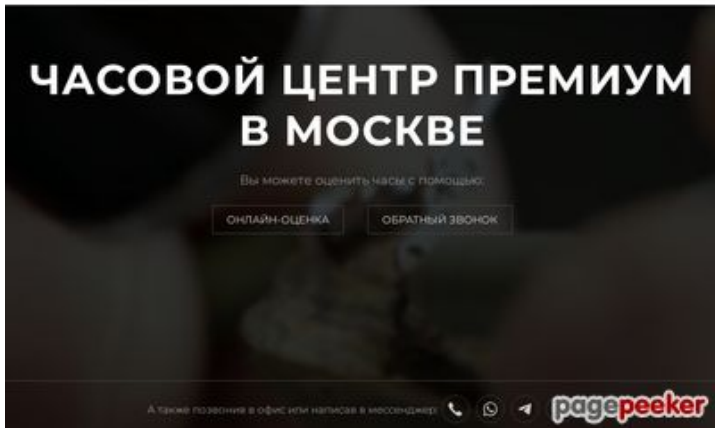 ЧАСОВОЙ ЦЕНТР ПРЕМИУМ
В МОСКВЕ
Вы можете оценить часы с помощью:
ОНЛАЙН-ОЦЕНКА ОБРАТНЫЙ ЗВОНОК
А также позвонив в офис или написав в мессенджер:
pagepeeker